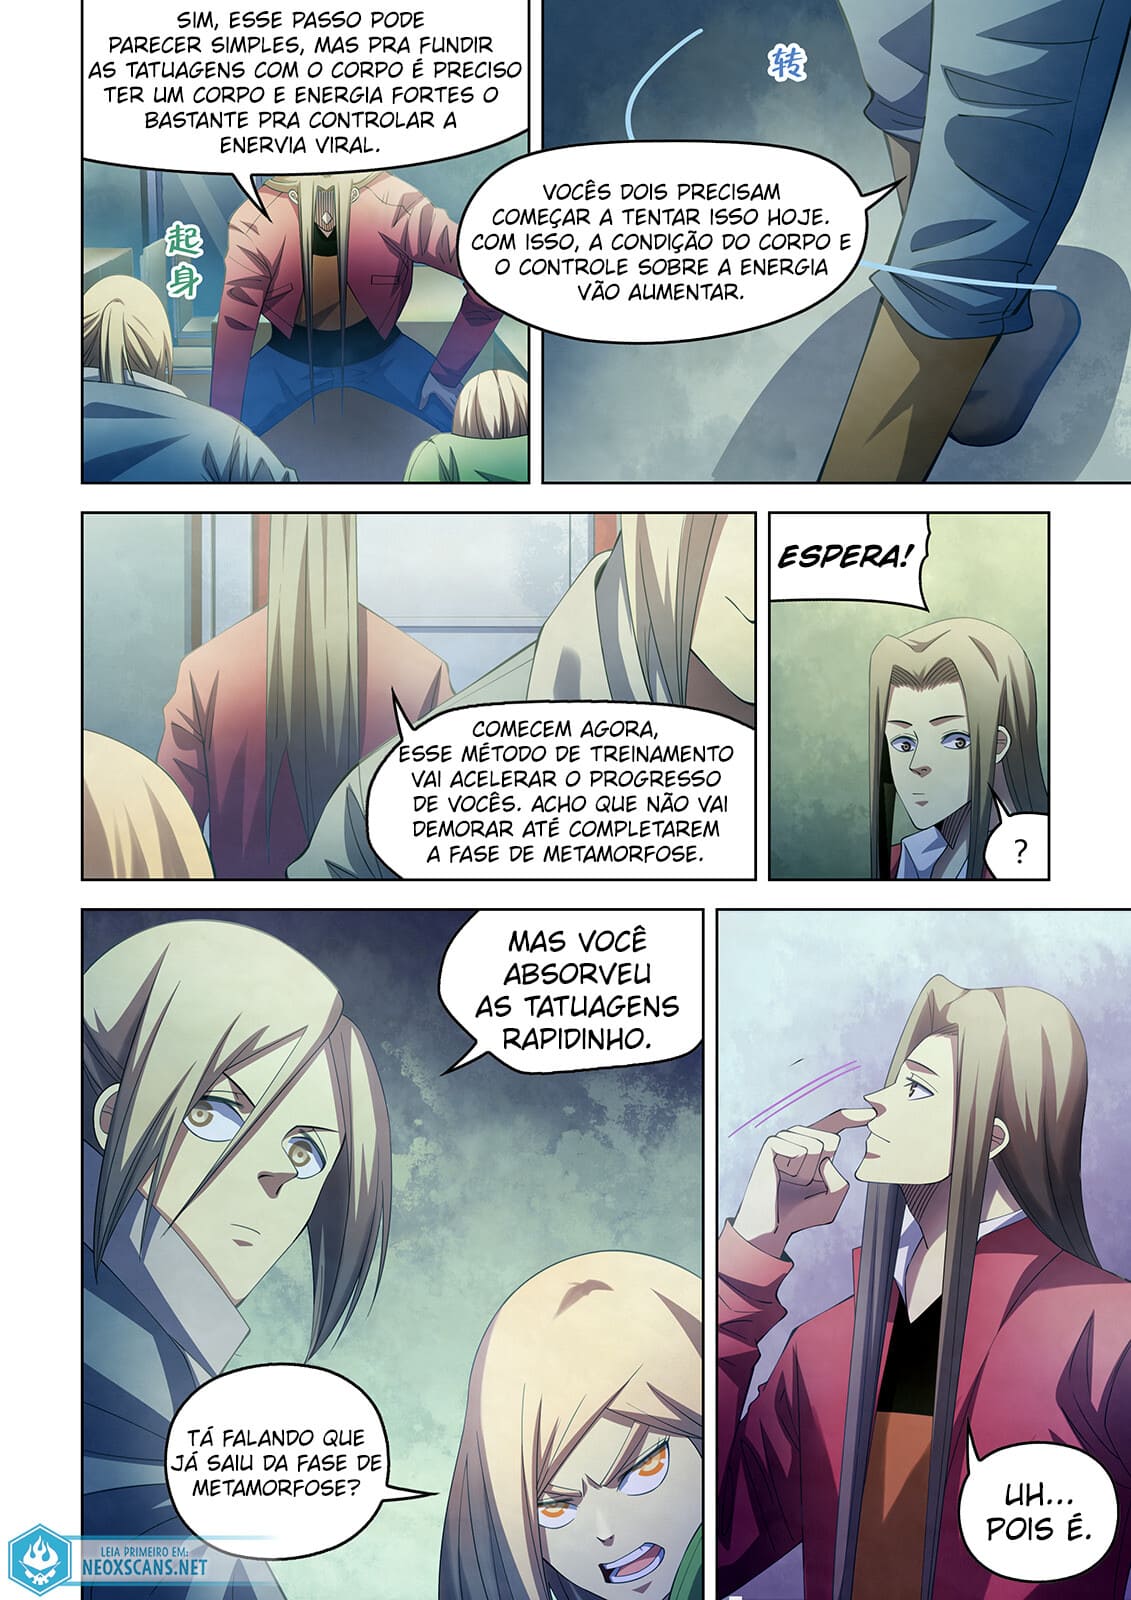 SIM, ESSE PASSO PODE
PARECER SIMPLES, MAS PRA FUNDIR
AS TATUAGENS COM O CORPO É PRECISO
TER UM CORPO E ENERGIA FORTES O
BASTANTE PRA CONTROLAR A
ENERVIA VIRAL.
起
身
转
VOCÊS DOIS PRECISAM
COMEÇAR A TENTAR ISSO HOJE.
COM ISSO, A CONDIÇÃO DO CORPO E
O CONTROLE SOBRE A ENERGIA
VÃO AUMENTAR.
COMECEM AGORA,
ESSE MÉTODO DE TREINAMENTO
VAI ACELERAR O PROGRESSO
DE VOCÊS. ACHO QUE NÃO VAI
DEMORAR ATÉ COMPLETAREM
A FASE DE METAMORFOSE.
ESPERA!
?
MAS VOCÊ
ABSORVEU
AS TATUAGENS
RAPIDINHO.
TÁ FALANDO QUE
JÁ SAIU DA FASE DE
METAMORFOSE?
UH...
POIS É.
LEIA PRIMEIRO EM:
NEOXSCANS.NET